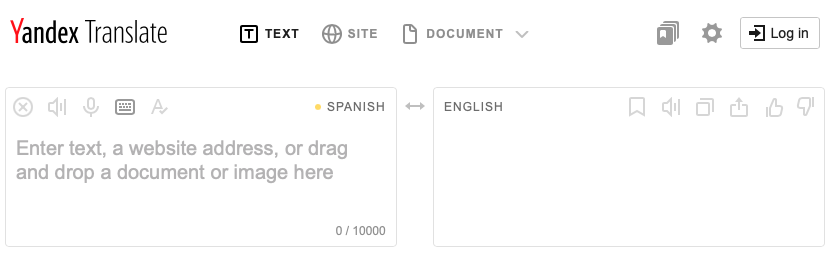 Yandex Translate
TEXT
SITE
DOCUMENT
Log in
SPANISH
ENGLISH
Enter text, a website address, or drag
and drop a document or image here
0 / 10000